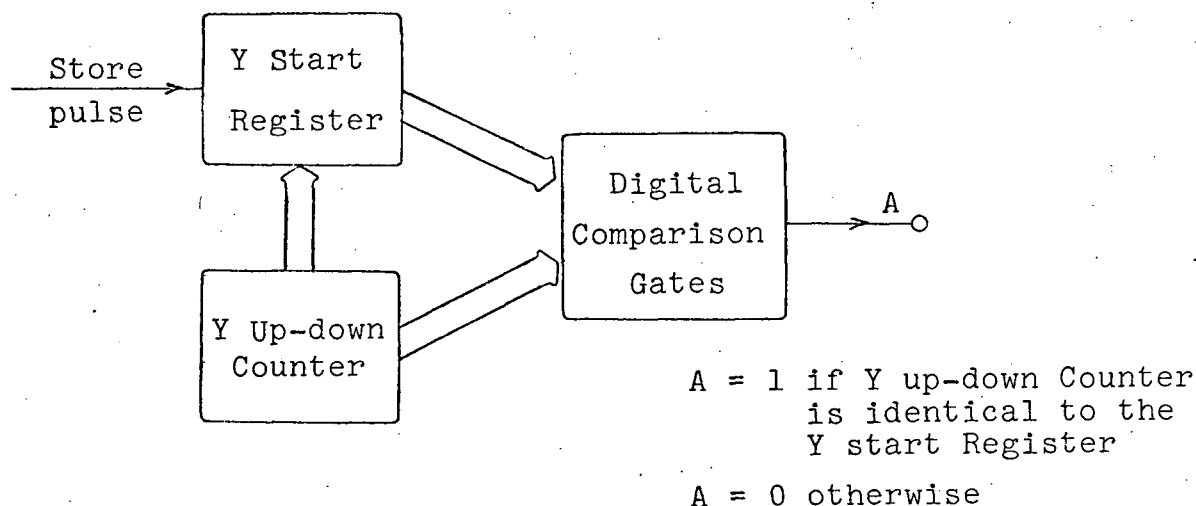 Store
pulse
Y Start
Register
Digital
Comparison
Gates
A
Y Up-down
Counter
A = 1 if Y up-down Counter
is identical to the
Y start Register
A = 0 otherwise